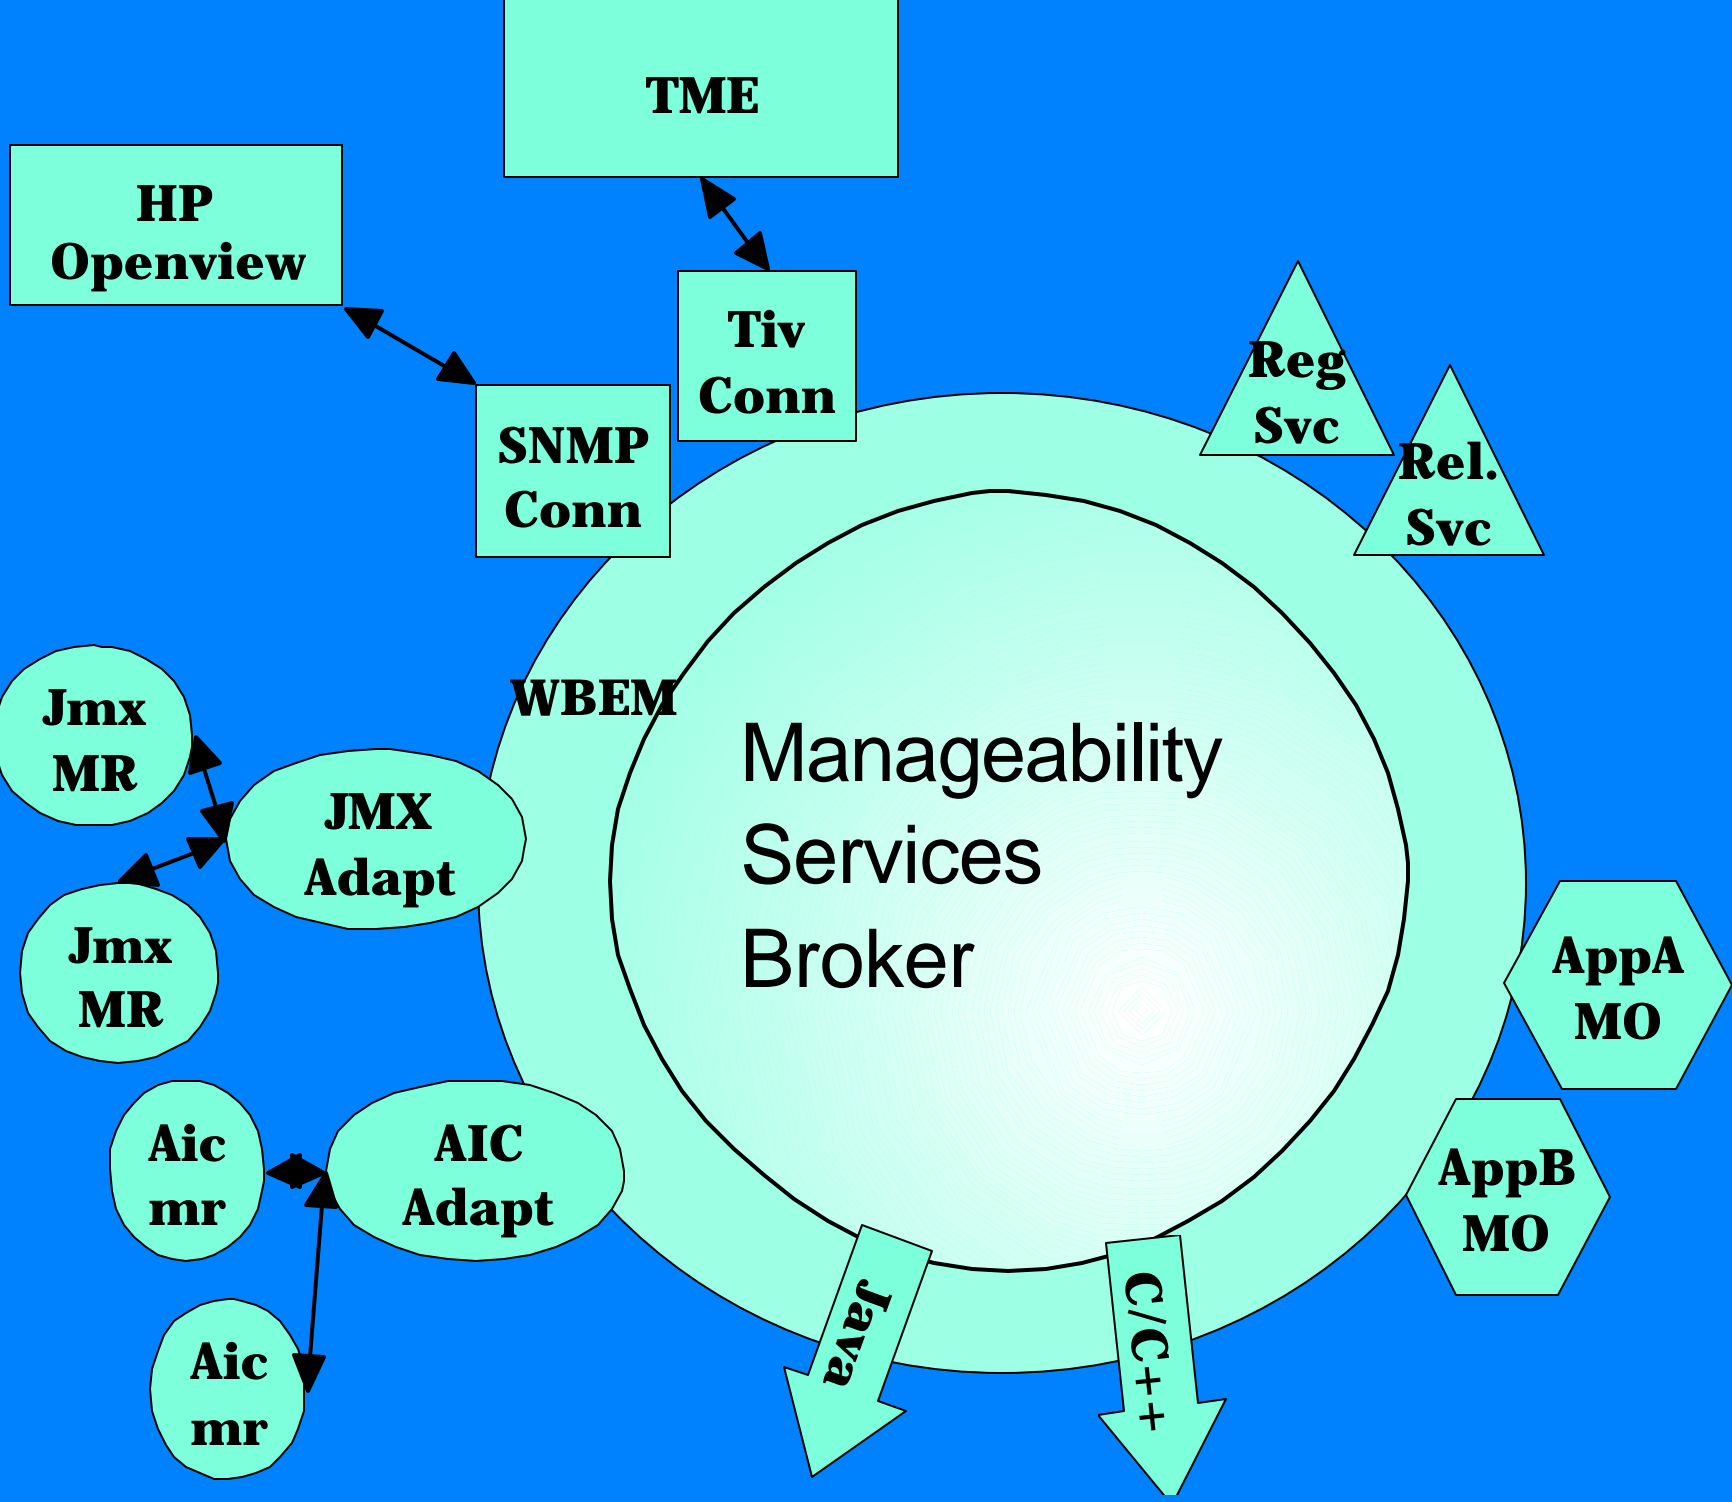 TME
HP
Openview
Tiv
Conn
SNMP
Conn
Reg
Svc
Rel.
Svc
WBEM
Manageability
Services
Broker
Jmx
MR
JMX
Adapt
Jmx
MR
AppA
MO
Aic
mr
AIC
Adapt
AppB
MO
Java
C/C++
Aic
mr